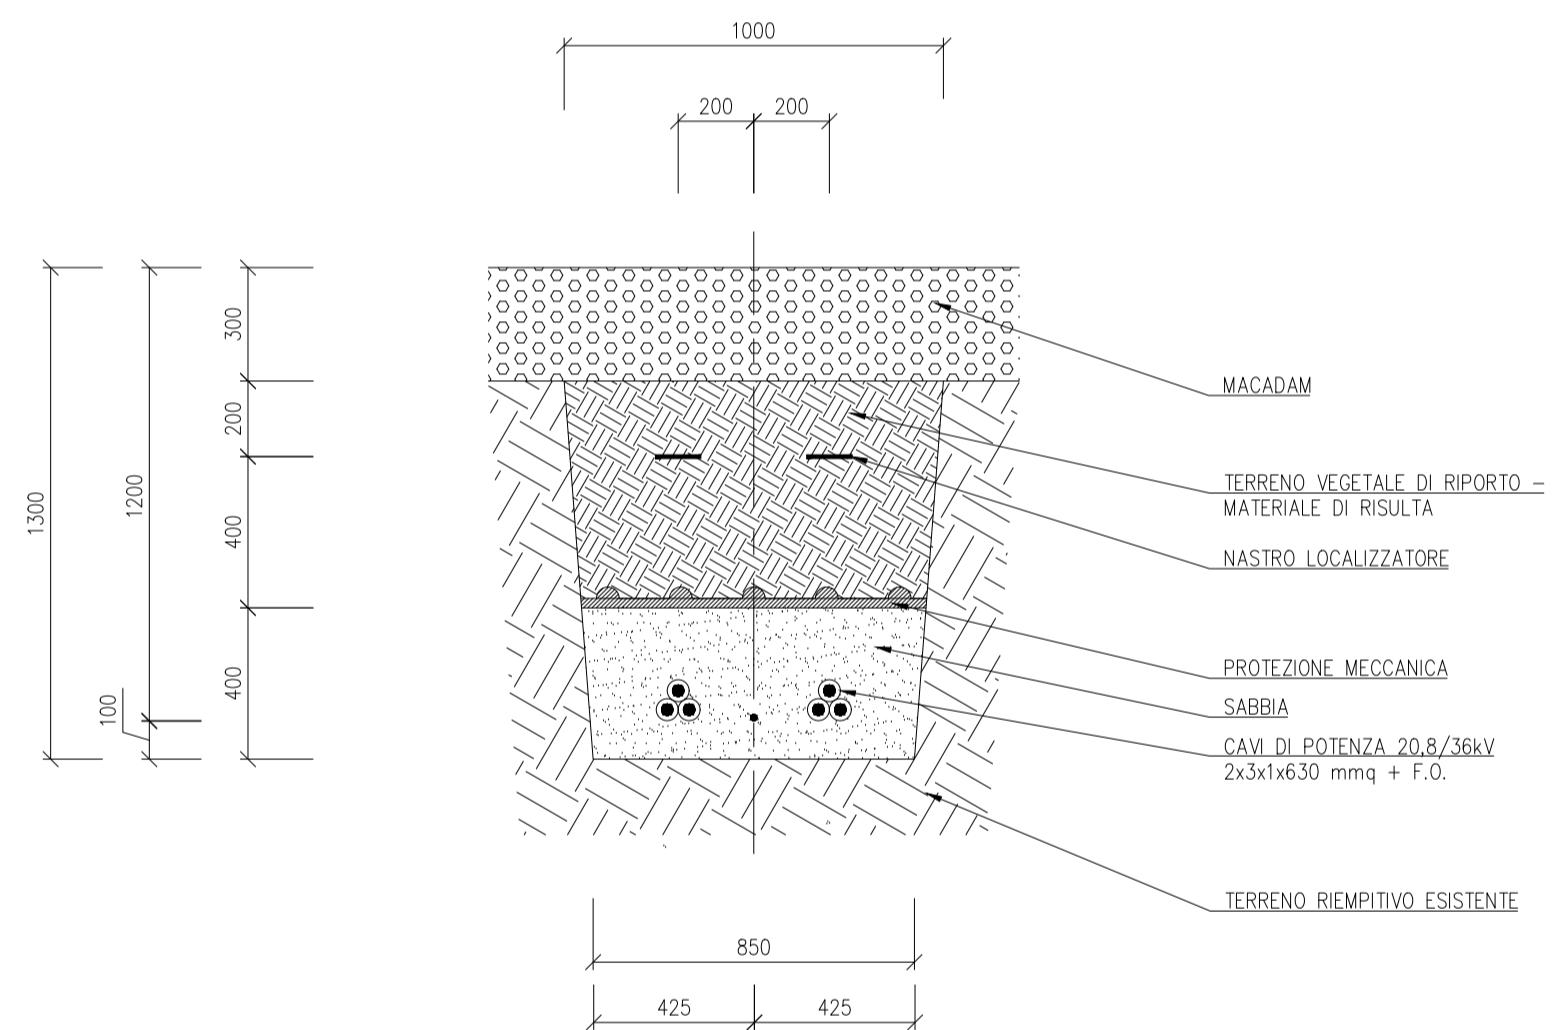 1000
200 200
300
200
400
400
1200
100
1300
MACADAM
TERRENO VEGETALE DI RIPORTO –
MATERIALE DI RISULTA
NASTRO LOCALIZZATORE
PROTEZIONE MECCANICA
SABBIA
CAVI DI POTENZA 20,8/36kV
2x3x1x630 mmq + F.O.
TERRENO RIEMPITIVO ESISTENTE
850
425 425